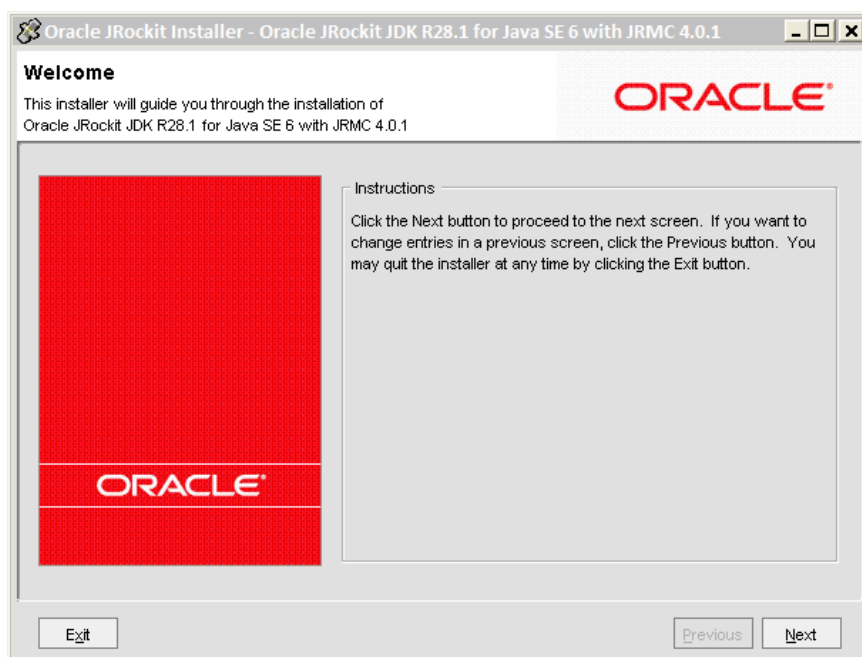 Oracle JRockit Installer - Oracle JRockit JDK R28.1 for Java SE 6 with JRMC 4.0.1
Welcome
This installer will guide you through the installation of
Oracle JRockit JDK R28.1 for Java SE 6 with JRMC 4.0.1
ORACLE
Instructions
Click the Next button to proceed to the next screen. If you want to
change entries in a previous screen, click the Previous button. You
may quit the installer at any time by clicking the Exit button.
ORACLE
Exit
Previous
Next